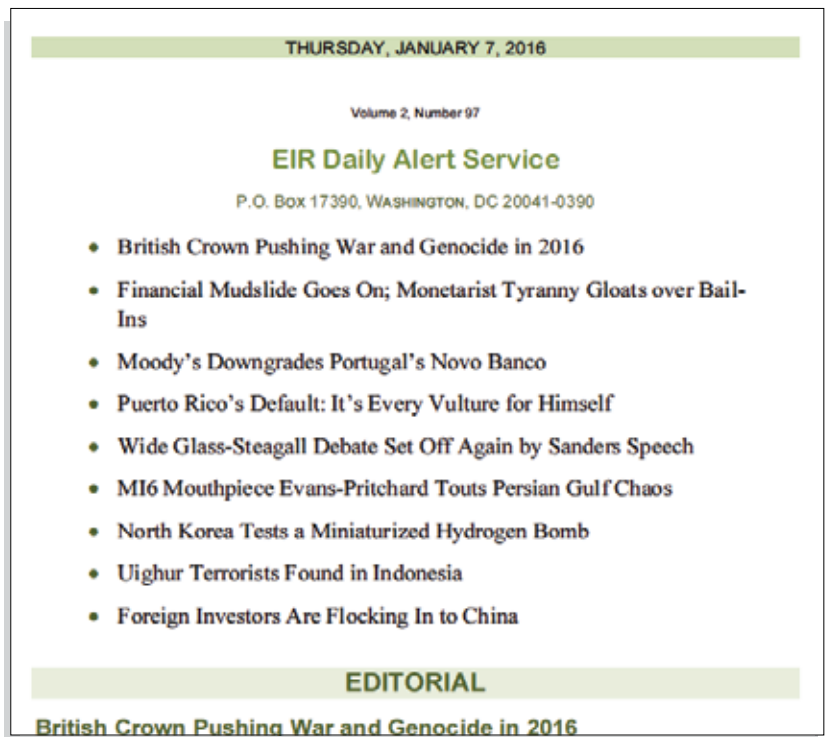 THURSDAY, JANUARY 7, 2016
Volume 2, Number 97
EIR Daily Alert Service
P.O. BOX 17390, WASHINGTON, DC 20041-0390
• British Crown Pushing War and Genocide in 2016
• Financial Mudslide Goes On; Monetarist Tyranny Gloats over Bail-
Ins
• Moody's Downgrades Portugal's Novo Banco
• Puerto Rico's Default: It's Every Vulture for Himself
• Wide Glass-Steagall Debate Set Off Again by Sanders Speech
• MI6 Mouthpiece Evans-Pritchard Touts Persian Gulf Chaos
• North Korea Tests a Miniaturized Hydrogen Bomb
• Uighur Terrorists Found in Indonesia
• Foreign Investors Are Flocking In to China
EDITORIAL
British Crown Pushing War and Genocide in 2016